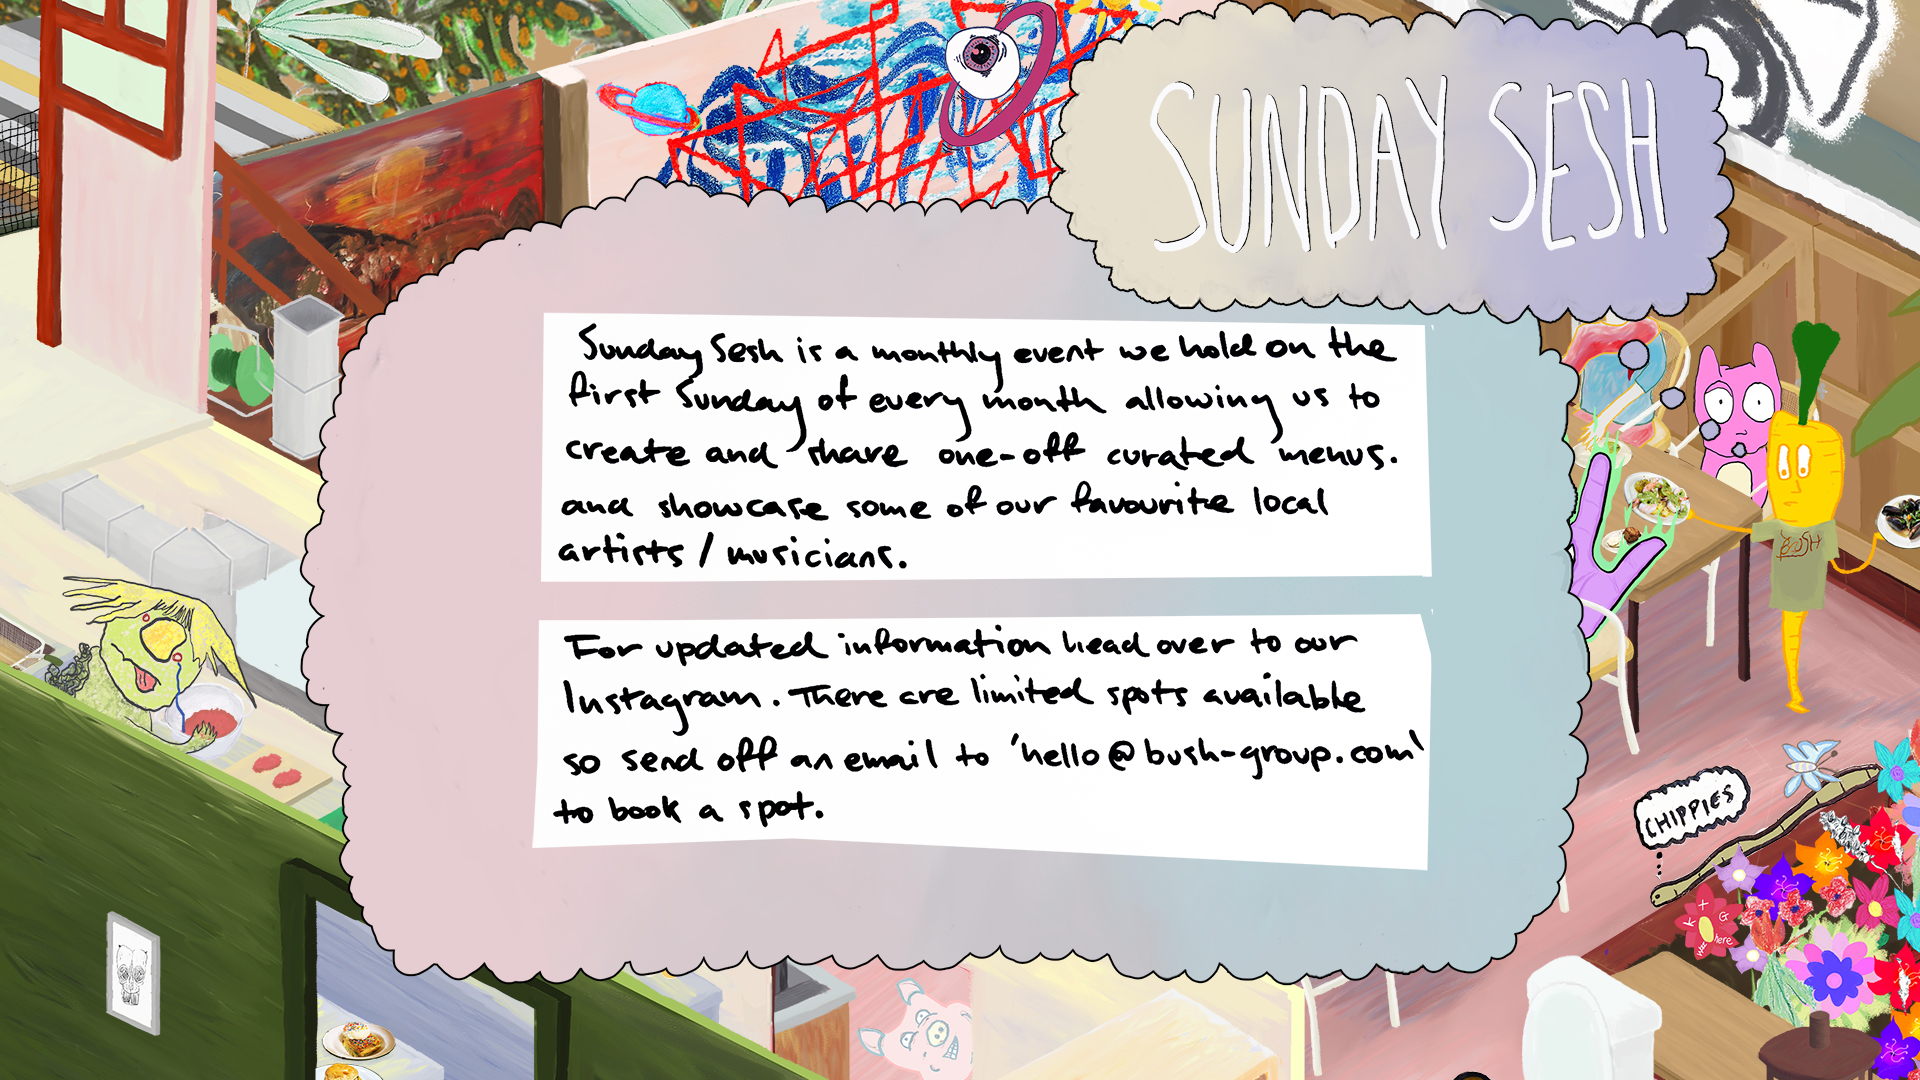 SUNDAY SESH
Sunday Sesh is a monthly event we hold on the
first Sunday of every month allowing us to
create and share one-off curated menus.
and showcase some of our favourite local
artists / musicians.
For updated information head over to our
Instagram. There are limited spots available
so send off an email to 'hello@bush-group.com'
to book a spot.
BUSH
CHIPPIES
K X G
here